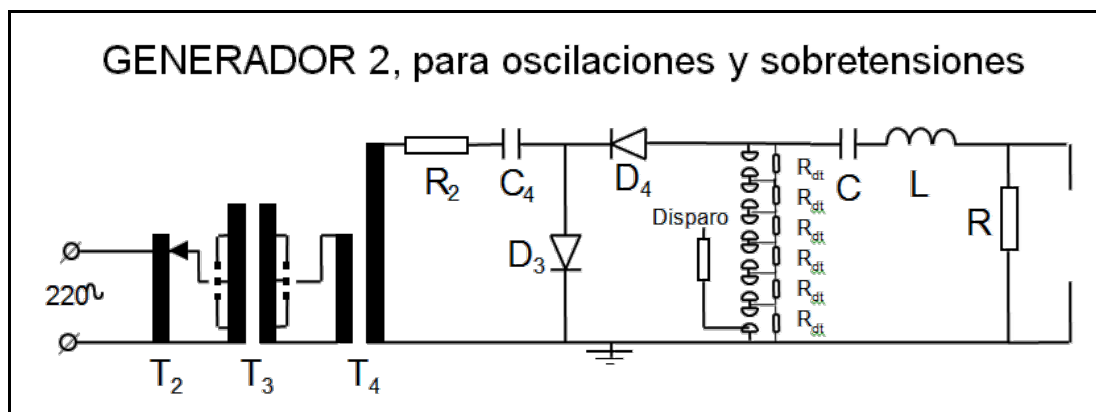 GENERADOR 2, para oscilaciones y sobretensiones
R2
C4
D4
D3
Disparo
Rdt
Rdt
Rdt
Rdt
Rdt
Rdt
C
L
R
220
T2
T3
T4